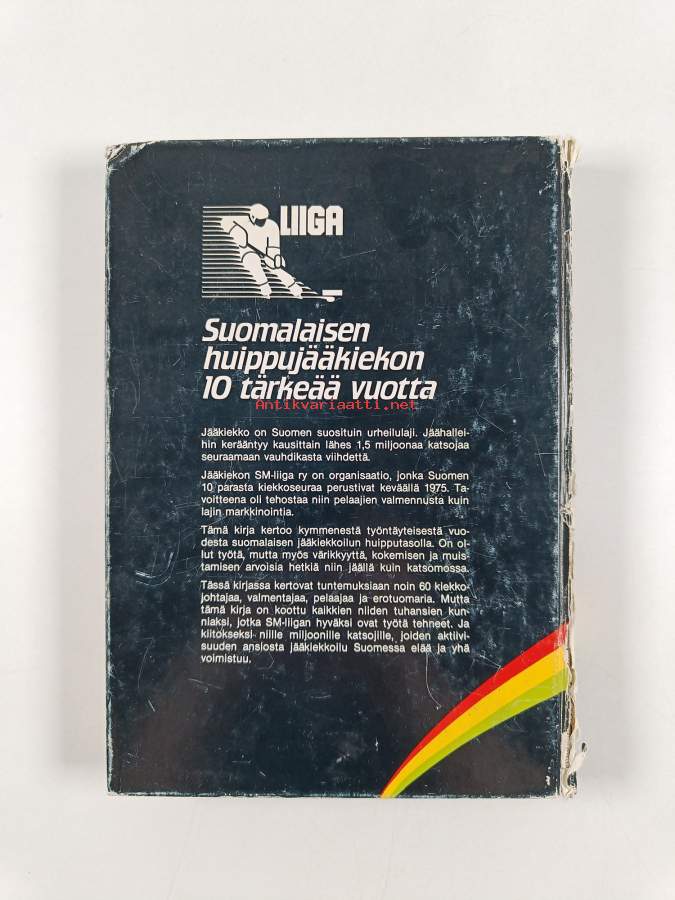 LIIGA
Suomalaisen
huippujääkiekon
10 tärkeää vuotta
Antikvariaatti.net
Jääkiekko on Suomen suosituin urheilulaji. Jäähallei-
hin kerääntyy kausittain lähes 1,5 miljoonaa katsojaa
seuraamaan vauhdikasta viihdettä.
Jääkiekon SM-liiga ry on organisaatio, jonka Suomen
10 parasta kiekkoseuraa perustivat keväällä 1975. Ta-
voitteena oli tehostaa niin pelaajien valmennusta kuin
lajin markkinointia.
Tämä kirja kertoo kymmenestä työntäyteisestä vuo-
desta suomalaisen jääkiekkoilun huipputasolla. On ol-
lut työtä, mutta myös värikkyyttä, kokemisen ja muis-
tamisen arvoisia hetkiä niin jäällä kuin katsomossa.
Tässä kirjassa kertovat tuntemuksiaan noin 60 kiekko-
johtajaa, valmentajaa, pelaajaa ja erotuomaria. Mutta
tämä kirja on koottu kaikkien niiden tuhansien kun-
niaksi, jotka SM-liigan hyväksi ovat työtä tehneet. Ja
kiitokseksi niille miljoonille katsojille, joiden aktiivi-
suuden ansiosta jääkiekkoilu Suomessa elää ja yhä
voimistuu.